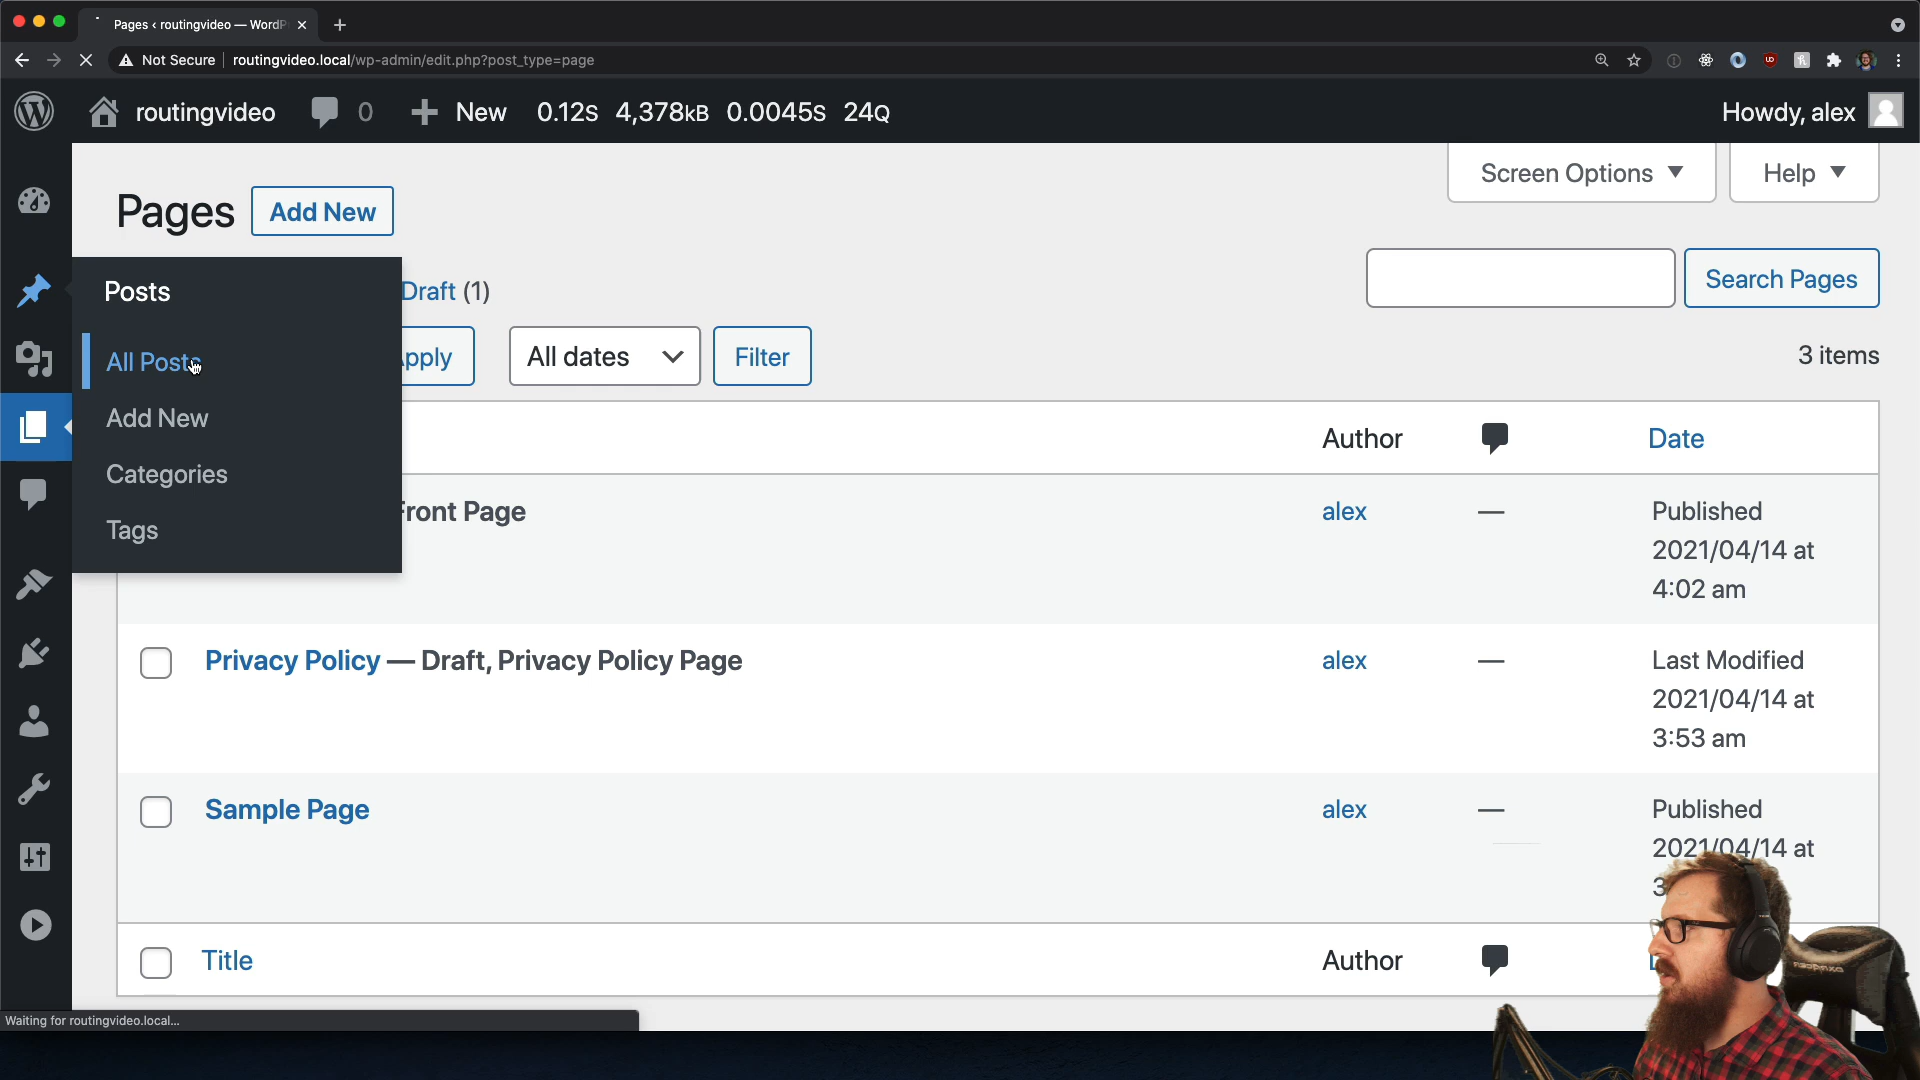 Pages ‹ routingvideo — WordP
Not Secure
routingvideo.local/wp-admin/edit.php?post_type=page
routingvideo
0
New
0.12S 4,378KB 0.0045S 24Q
Howdy, alex
Screen Options
Help
Pages
Add New
Posts
Draft (1)
Search Pages
All Posts
Apply
All dates
Filter
3 items
Add New
Author
Date
Categories
Front Page
alex
—
Published
2021/04/14 at
4:02 am
Tags
Privacy Policy — Draft, Privacy Policy Page
alex
—
Last Modified
2021/04/14 at
3:53 am
Sample Page
alex
—
Published
2021/04/14 at
3
Title
Author
Waiting for routingvideo.local...